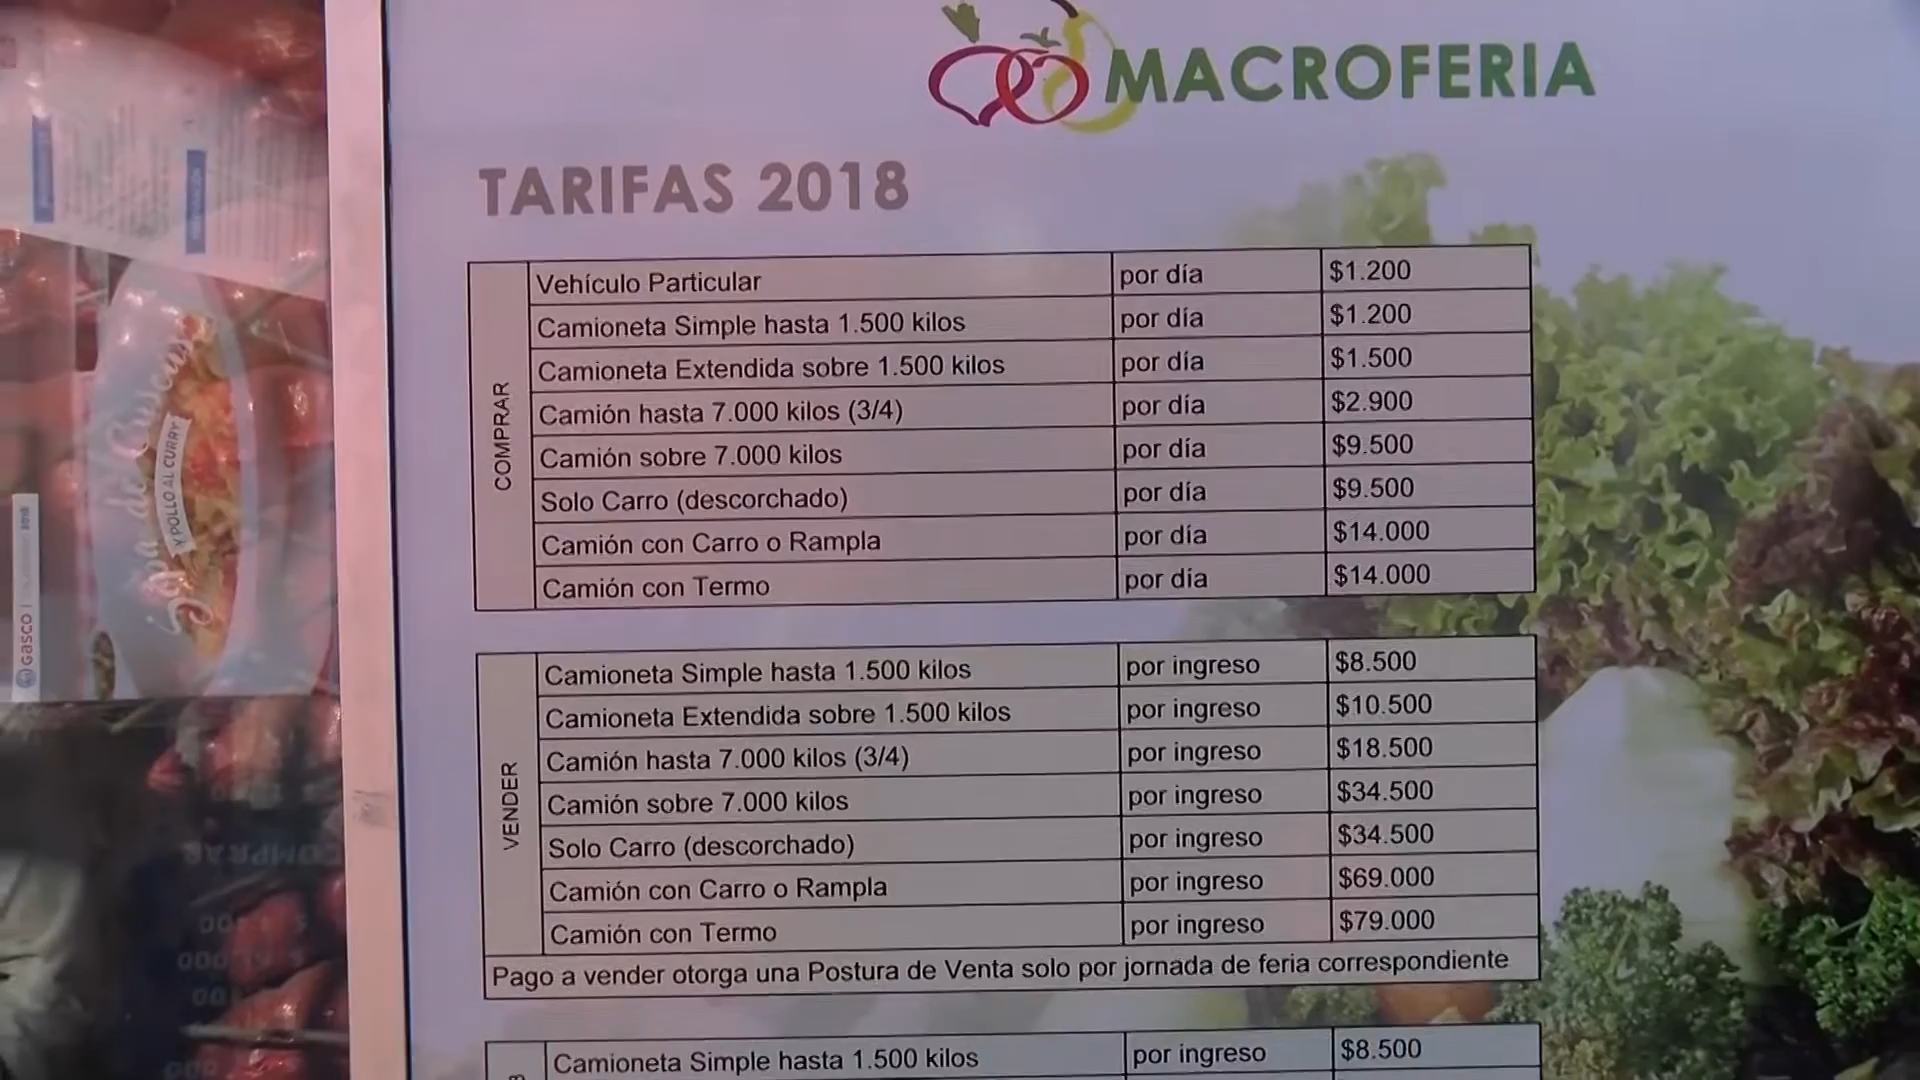 MACROFERIA
TARIFAS 2018
COMPRAR
Vehículo Particular por día $1.200
Camioneta Simple hasta 1.500 kilos por día $1.200
Camioneta Extendida sobre 1.500 kilos por día $1.500
Camión hasta 7.000 kilos (3/4) por día $2.900
Camión sobre 7.000 kilos por día $9.500
Solo Carro (descorchado) por día $9.500
Camión con Carro o Rampla por día $14.000
Camión con Termo por día $14.000
VENDER
Camioneta Simple hasta 1.500 kilos por ingreso $8.500
Camioneta Extendida sobre 1.500 kilos por ingreso $10.500
Camión hasta 7.000 kilos (3/4) por ingreso $18.500
Camión sobre 7.000 kilos por ingreso $34.500
Solo Carro (descorchado) por ingreso $34.500
Camión con Carro o Rampla por ingreso $69.000
Camión con Termo por ingreso $79.000
Pago a vender otorga una Postura de Venta solo por jornada de feria correspondiente
Camioneta Simple hasta 1.500 kilos por ingreso $8.500
Sopa de Cuscus
Y POLLO AL CURRY
GASCO
COMPRAR